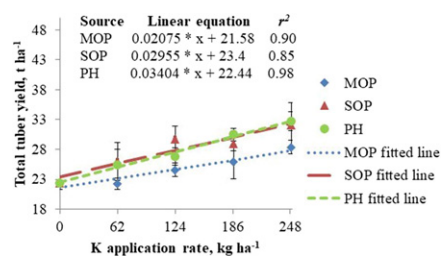 Source Linear equation r²
MOP 0.02075 * x + 21.58 0.90
SOP 0.02955 * x + 23.4 0.85
PH 0.03404 * x + 22.44 0.98
Total tuber yield, t ha⁻¹
48
43
38
33
28
23
18
0 62 124 186 248
K application rate, kg ha⁻¹
MOP
SOP
PH
MOP fitted line
SOP fitted line
PH fitted line